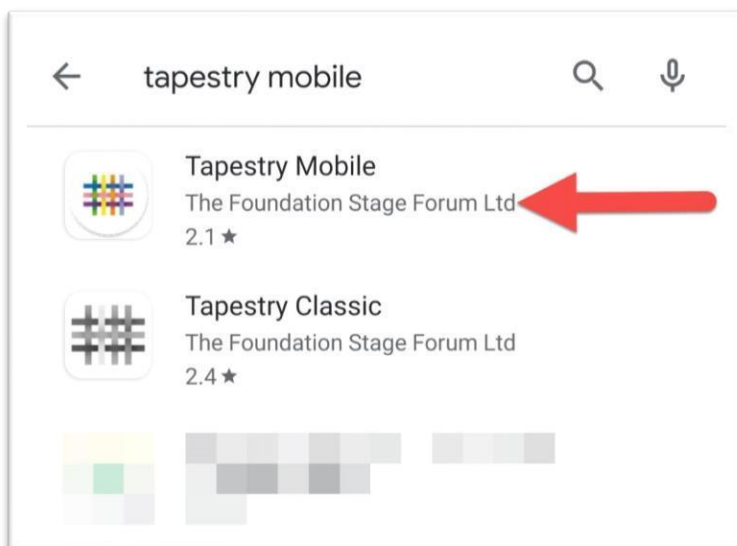 tapestry mobile
Tapestry Mobile
The Foundation Stage Forum Ltd
2.1 ★
Tapestry Classic
The Foundation Stage Forum Ltd
2.4 ★